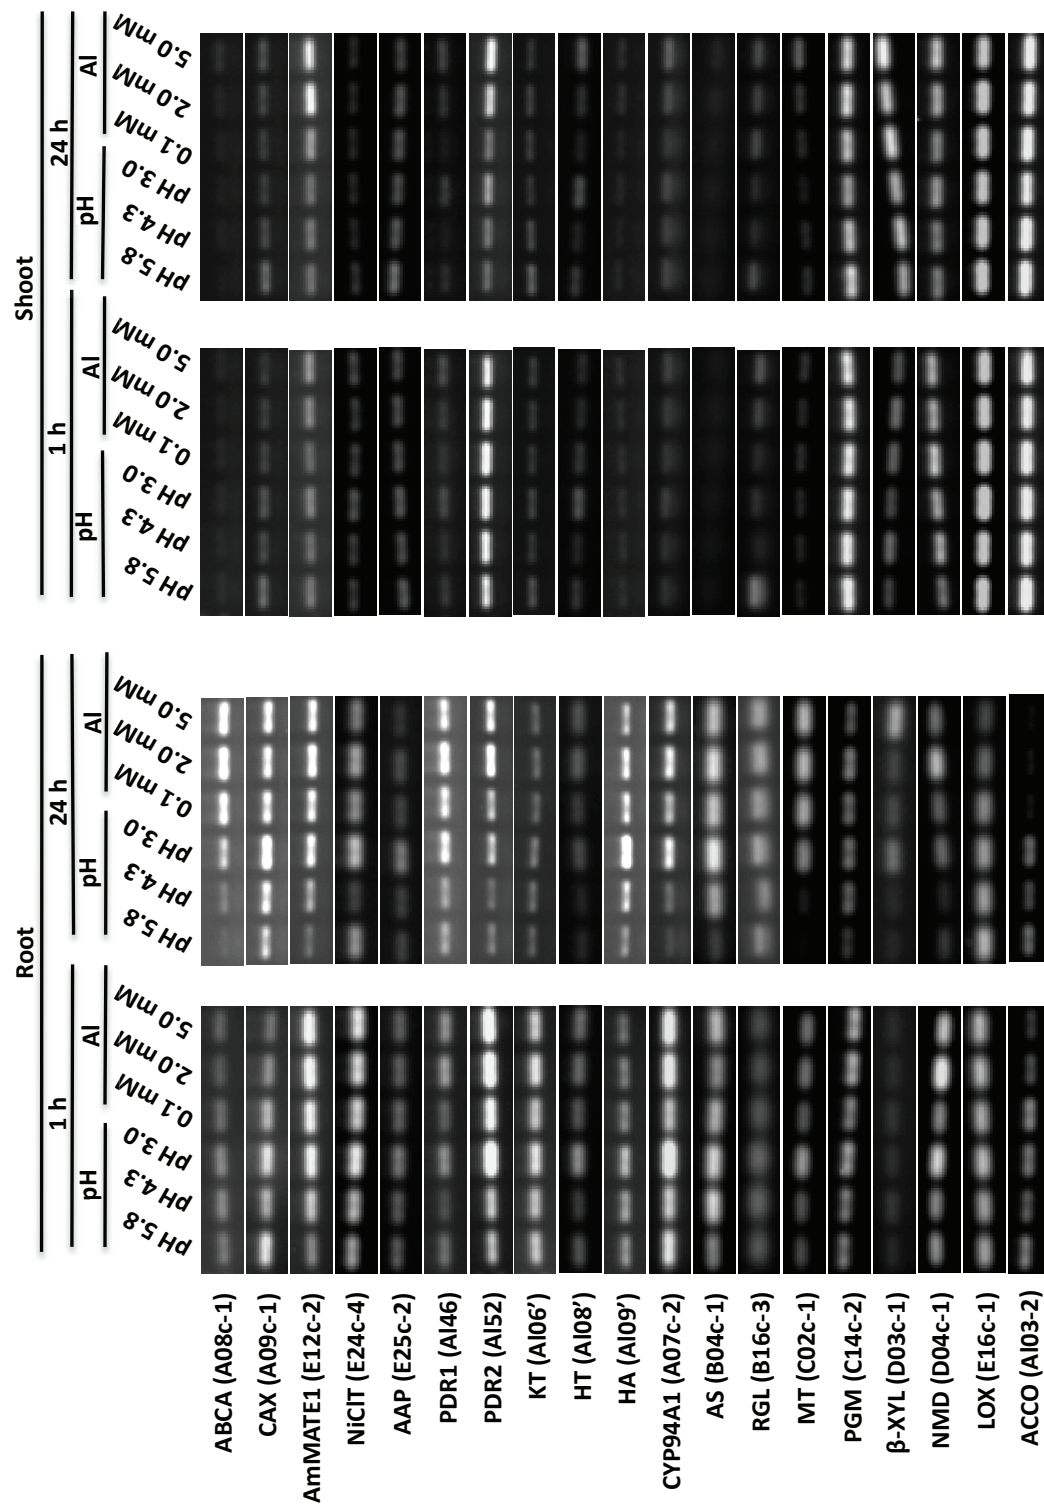 Root Shoot
1 h 24 h 1 h 24 h
pH Al pH Al pH Al pH Al
pH 5.8 pH 4.3 pH 3.0 0.1 mM 2.0 mM 5.0 mM pH 5.8 pH 4.3 pH 3.0 0.1 mM 2.0 mM 5.0 mM pH 5.8 pH 4.3 pH 3.0 0.1 mM 2.0 mM 5.0 mM pH 5.8 pH 4.3 pH 3.0 0.1 mM 2.0 mM 5.0 mM
ABCA (A08c-1)
CAX (A09c-1)
AmMATE1 (E12c-2)
NiClT (E24c-4)
AAP (E25c-2)
PDR1 (Al46)
PDR2 (Al52)
KT (Al06’)
HT (Al08’)
HA (Al09’)
CYP94A1 (A07c-2)
AS (B04c-1)
RGL (B16c-3)
MT (C02c-1)
PGM (C14c-2)
β-XYL (D03c-1)
NMD (D04c-1)
LOX (E16c-1)
ACCO (Al03-2)